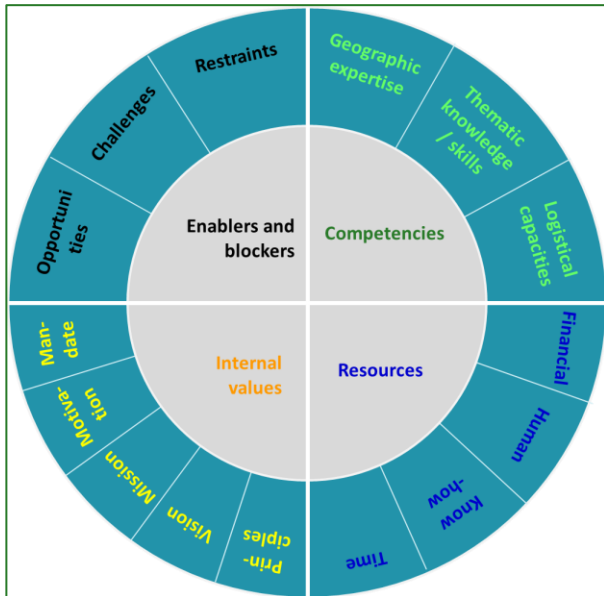 Restraints
Challenges
Opportuni
ties
Enablers and
blockers
Geographic
expertise
Thematic
knowledge
/ skills
Logistical
capacities
Competencies
Man-
date
Motiva-
tion
Mission
Vision
Prin-
ciples
Internal
values
Resources
Financial
Human
Know
-how
Time